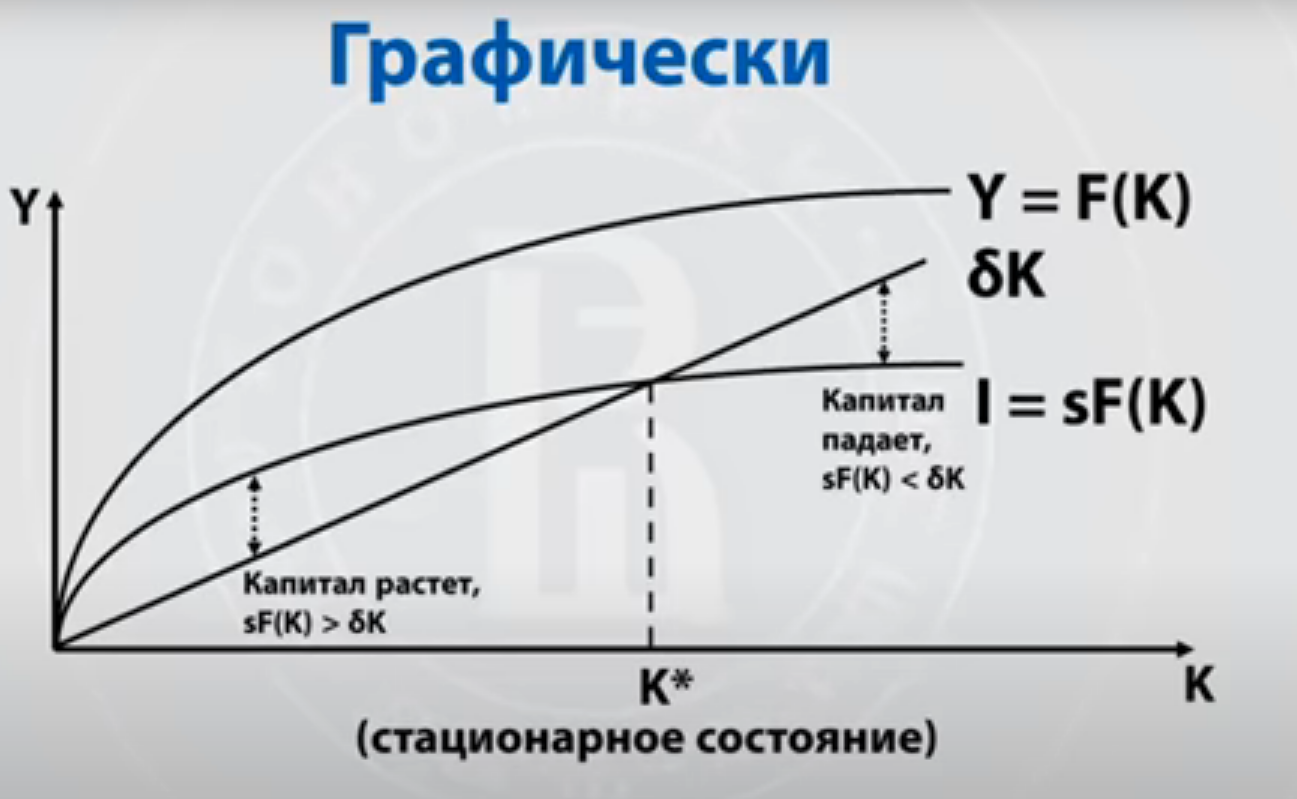 Графически
Y
Y = F(K)
δK
I = sF(K)
Капитал
падает,
sF(K) < δK
Капитал растет,
sF(K) > δK
K*
K
(стационарное состояние)